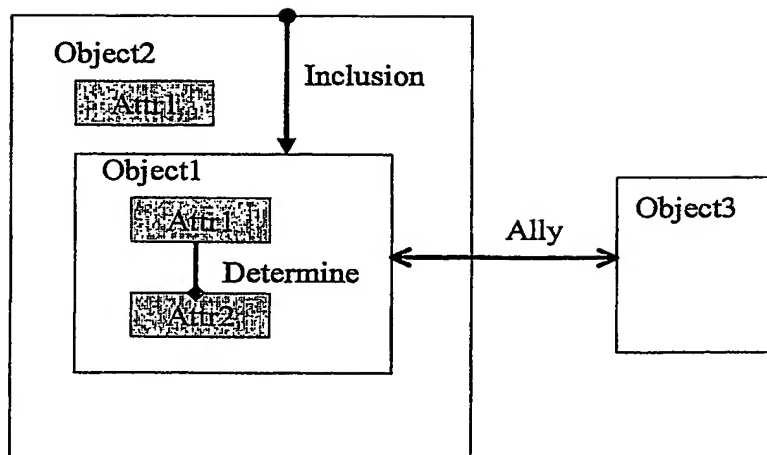 Object2
Inclusion
Attr1
Object1
Attr1
Object3
Ally
Determine
Attr2